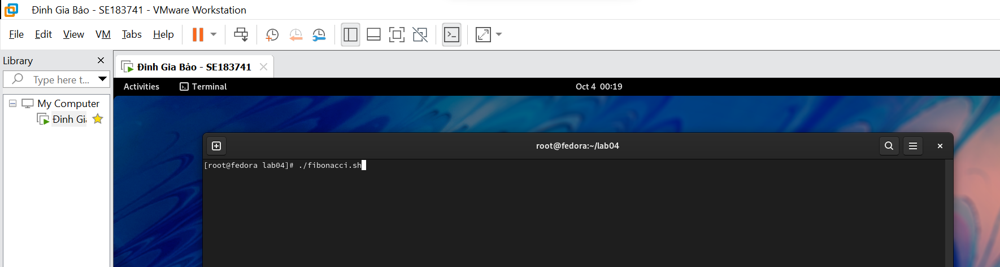 Đinh Gia Bảo - SE183741 - VMware Workstation
File Edit View VM Tabs Help
Library
Type here t...
My Computer
Đinh Gi
Đinh Gia Bảo - SE183741
Activities Terminal Oct 4 00:19
root@fedora:~/lab04
[root@fedora lab04]# ./fibonacci.sh